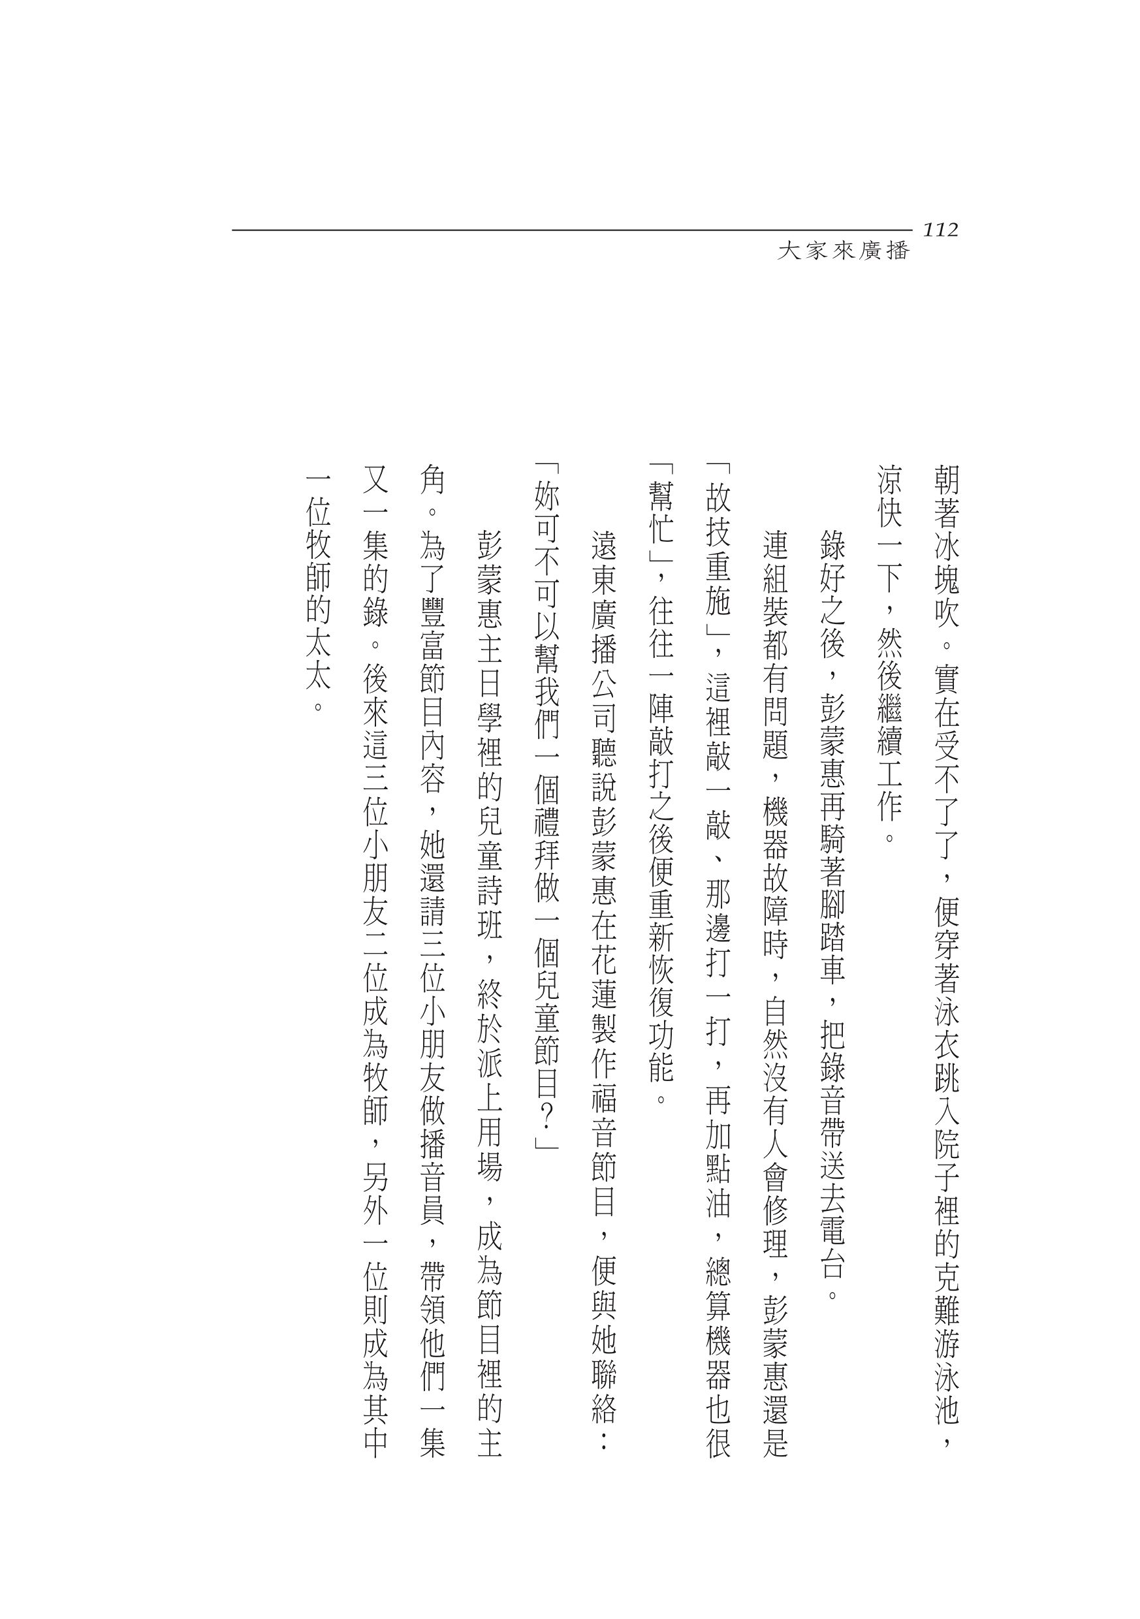 112
大家來廣播
朝著冰塊吹。實在受不了了，便穿著泳衣跳入院子裡的克難游泳池，
涼快一下，然後繼續工作。
錄好之後，彭蒙惠再騎著腳踏車，把錄音帶送去電台。
連組裝都有問題，機器故障時，自然沒有人會修理，彭蒙惠還是
「故技重施」，這裡敲一敲、那邊打一打，再加點油，總算機器也很
「幫忙」，往往一陣敲打之後便重新恢復功能。
遠東廣播公司聽說彭蒙惠在花蓮製作福音節目，便與她聯絡：
「妳可不可以幫我們一個禮拜做一個兒童節目？」
彭蒙惠主日學裡的兒童詩班，終於派上用場，成為節目裡的主
角。為了豐富節目內容，她還請三位小朋友做播音員，帶領他們一集
又一集的錄。後來這三位小朋友二位成為牧師，另外一位則成為其中
一位牧師的太太。